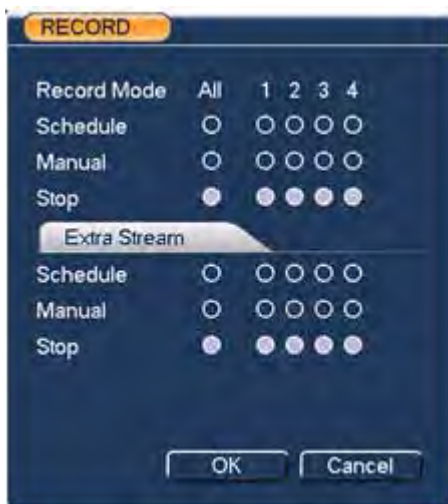 RECORD
Record Mode All 1 2 3 4
Schedule
Manual
Stop
Extra Stream
Schedule
Manual
Stop
OK Cancel